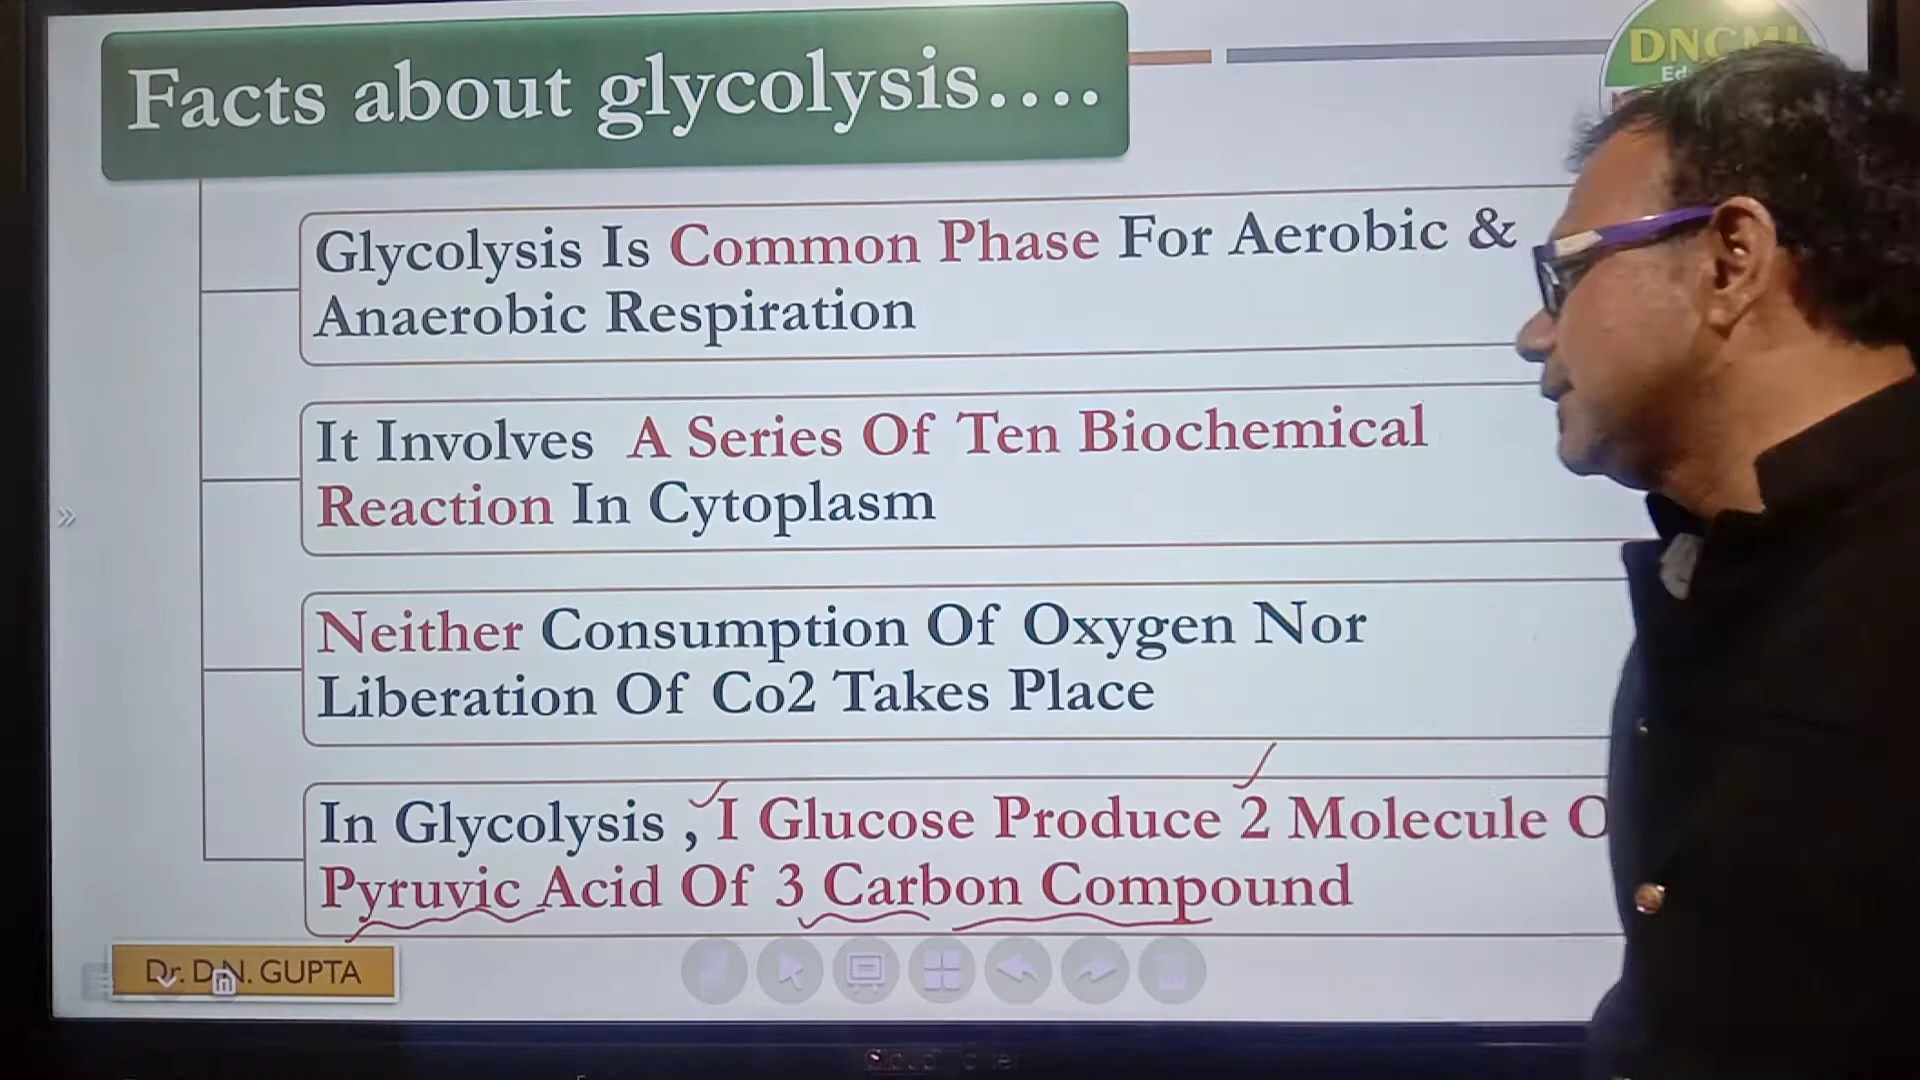 Facts about glycolysis....
DNCMI
Glycolysis Is Common Phase For Aerobic &
Anaerobic Respiration
It Involves A Series Of Ten Biochemical
Reaction In Cytoplasm
Neither Consumption Of Oxygen Nor
Liberation Of Co2 Takes Place
In Glycolysis , I Glucose Produce 2 Molecule O
Pyruvic Acid Of 3 Carbon Compound
Dr. D.N. GUPTA